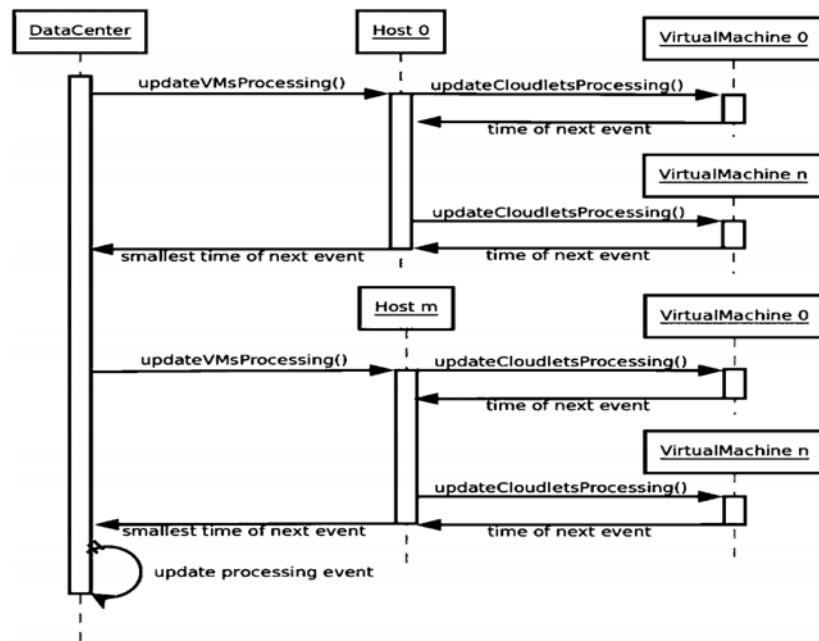 DataCenter
Host 0
VirtualMachine 0
updateVMsProcessing()
updateCloudletsProcessing()
time of next event
VirtualMachine n
updateCloudletsProcessing()
smallest time of next event
time of next event
Host m
VirtualMachine 0
updateVMsProcessing()
updateCloudletsProcessing()
time of next event
VirtualMachine n
updateCloudletsProcessing()
smallest time of next event
time of next event
update processing event